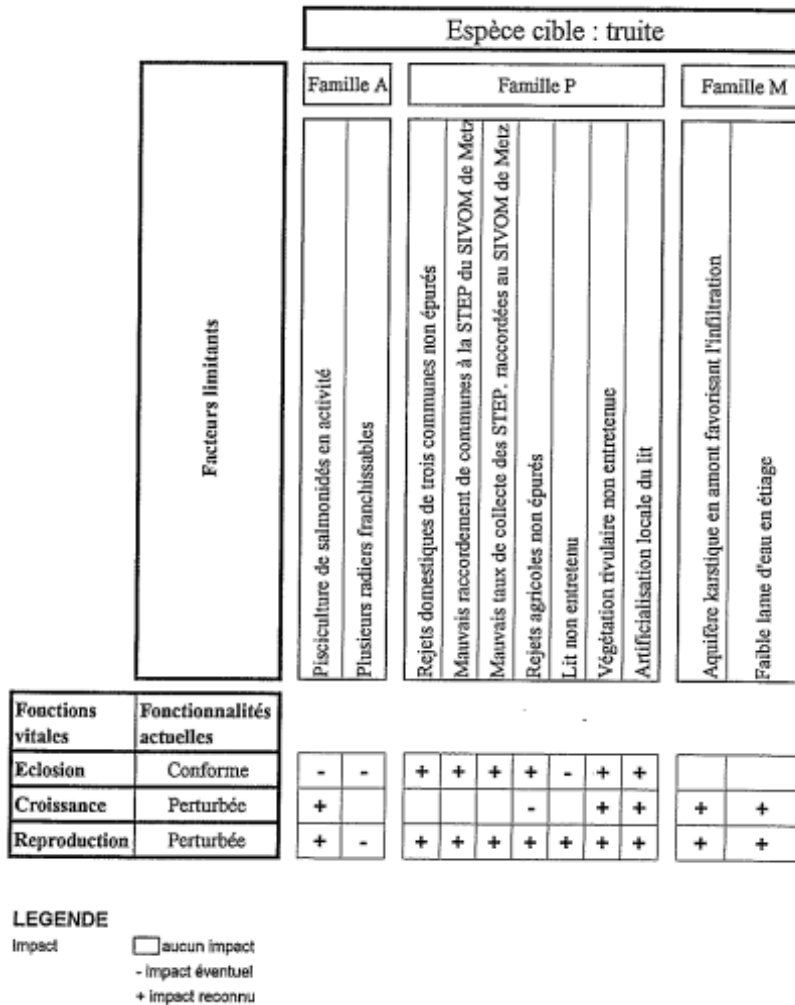 Espèce cible : truite
Famille A
Famille P
Famille M
Facteurs limitants
Pisciculture de salmonidés en activité
Plusieurs radiers franchissables
Rejets domestiques de trois communes non épurés
Mauvais raccordement de communes à la STEP du SIVOM de Metz
Mauvais taux de collecte des STEP. raccordées au SIVOM de Metz
Rejets agricoles non épurés
Lit non entretenu
Végétation rivulaire non entretenue
Artificialisation locale du lit
Aquifère karstique en amont favorisant l'infiltration
Faible lame d'eau en étiage
Fonctions vitales Fonctionnalités actuelles
Eclosion Conforme - - + + + + - + +
Croissance Perturbée + - + + + +
Reproduction Perturbée + - + + + + + + + + +
LEGENDE
Impact aucun impact
- impact éventuel
+ impact reconnu